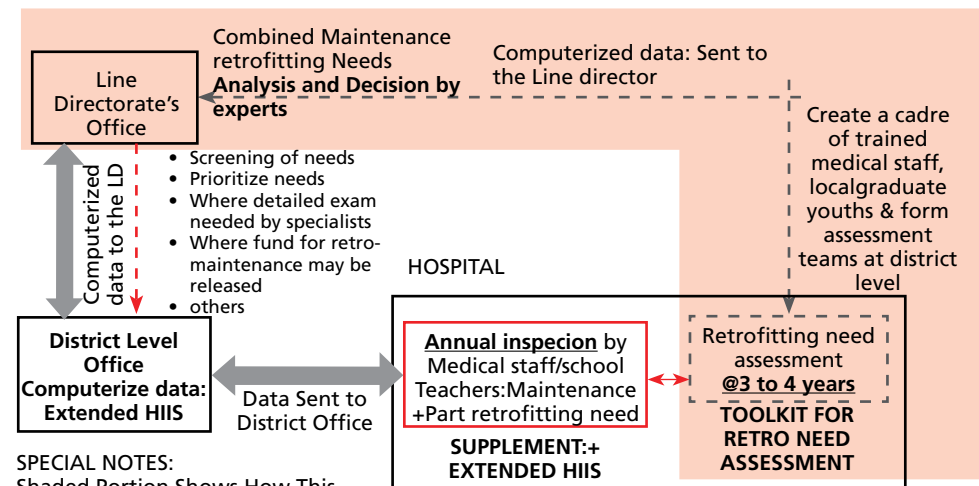 Line
Directorate's
Office
Combined Maintenance
retrofitting Needs
Analysis and Decision by
experts
Computerized data: Sent to
the Line director
Create a cadre
of trained
medical staff,
localgraduate
youths & form
assessment
teams at district
level
Computerized
data to the LD
• Screening of needs
• Prioritize needs
• Where detailed exam
needed by specialists
• Where fund for retro-
maintenance may be
released
• others
HOSPITAL
District Level
Office
Computerize data:
Extended HIIS
Data Sent to
District Office
Annual inspecion by
Medical staff/school
Teachers:Maintenance
+Part retrofitting need
SUPPLEMENT:+
EXTENDED HIIS
Retrofitting need
assessment
@3 to 4 years
TOOLKIT FOR
RETRO NEED
ASSESSMENT
SPECIAL NOTES:
Shaded Portion Shows How This